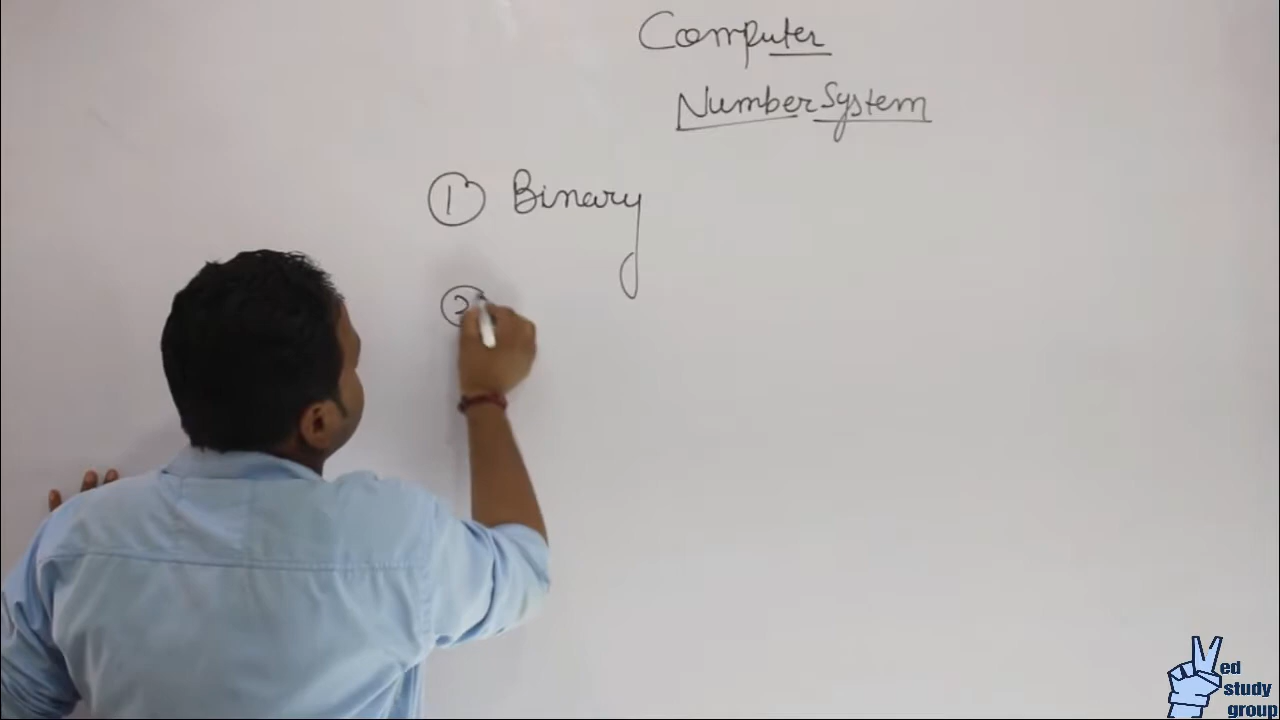 Computer
Number System
① Binary
②
Ved
study
group